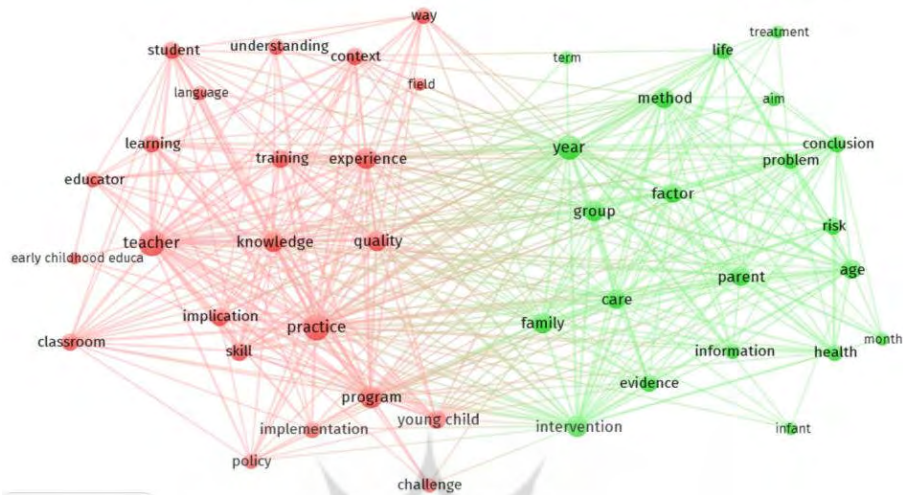 way
student
understanding
context
term
life
treatment
language
field
method
aim
learning
training
experience
year
problem
conclusion
educator
factor
group
risk
teacher
knowledge
quality
early childhood educa
parent
age
care
implication
practice
family
classroom
skill
information
health
month
evidence
program
young child
implementation
intervention
infant
policy
challenge